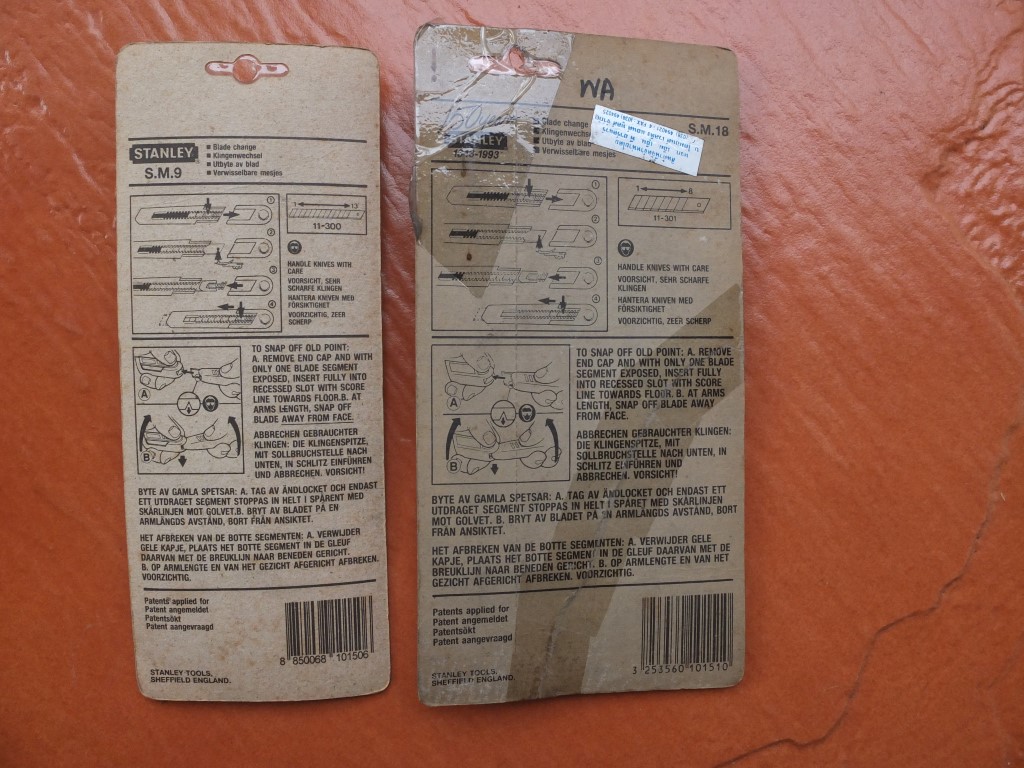 STANLEY
S.M.9
■ Blade change
■ Klingenwechsel
■ Utbyte av blad
■ Verwisselbare mesjes
1
2
3
4
1 13
11-300
HANDLE KNIVES WITH
CARE
VORSICHT, SEHR
SCHARFE KLINGEN
HANTERA KNIVEN MED
FÖRSIKTIGHET
VOORZICHTIG, ZEER
SCHERP
A
B
TO SNAP OFF OLD POINT:
A. REMOVE END CAP AND WITH
ONLY ONE BLADE SEGMENT
EXPOSED, INSERT FULLY INTO
RECESSED SLOT WITH SCORE
LINE TOWARDS FLOOR.B. AT
ARMS LENGTH, SNAP OFF
BLADE AWAY FROM FACE.
ABBRECHEN GEBRAUCHTER
KLINGEN: DIE KLINGENSPITZE,
MIT SOLLBRUCHSTELLE NACH
UNTEN, IN SCHLITZ EINFÜHREN
UND ABBRECHEN. VORSICHT!
BYTE AV GAMLA SPETSAR: A. TAG AV ÄNDLOCKET OCH ENDAST
ETT UTDRAGET SEGMENT STOPPAS IN HELT I SPÅRET MED
SKÄRLINJEN MOT GOLVET.B. BRYT AV BLADET PÅ EN
ARMLÄNGDS AVSTÅND, BORT FRÅN ANSIKTET.
HET AFBREKEN VAN DE BOTTE SEGMENTEN: A. VERWIJDER
GELE KAPJE, PLAATS HET BOTTE SEGMENT IN DE GLEUF
DAARVAN MET DE BREUKLIJN NAAR BENEDEN GERICHT.
B. OP ARMLENGTE EN VAN HET GEZICHT AFGERICHT AFBREKEN.
VOORZICHTIG.
Patents applied for
Patent angemeldet
Patentsökt
Patent aangevraagd
8 850068 101506
STANLEY TOOLS,
SHEFFIELD ENGLAND.
WA
STANLEY
1843-1993
■ Blade change
■ Klingenwechsel
■ Utbyte av blad
■ Verwisselbare mesjes
S.M.18
1
2
3
4
1 8
11-301
HANDLE KNIVES WITH CARE
VORSICHT, SEHR SCHARFE
KLINGEN
HANTERA KNIVEN MED
FÖRSIKTIGHET
VOORZICHTIG, ZEER SCHERP
A
B
TO SNAP OFF OLD POINT: A. REMOVE
END CAP AND WITH ONLY ONE BLADE
SEGMENT EXPOSED, INSERT FULLY
INTO RECESSED SLOT WITH SCORE
LINE TOWARDS FLOOR. B. AT ARMS
LENGTH, SNAP OFF BLADE AWAY
FROM FACE.
ABBRECHEN GEBRAUCHTER KLINGEN:
DIE KLINGENSPITZE, MIT
SOLLBRUCHSTELLE NACH UNTEN, IN
SCHLITZ EINFÜHREN UND
ABBRECHEN. VORSICHT!
BYTE AV GAMLA SPETSAR: A. TAG AV ÄNDLOCKET OCH ENDAST ETT
UTDRAGET SEGMENT STOPPAS IN HELT I SPÅRET MED SKÄRLINJEN
MOT GOLVET. B. BRYT AV BLADET PÅ EN ARMLÄNGDS AVSTÅND, BORT
FRÅN ANSIKTET.
HET AFBREKEN VAN DE BOTTE SEGMENTEN: A. VERWIJDER GELE
KAPJE, PLAATS HET BOTTE SEGMENT IN DE GLEUF DAARVAN MET DE
BREUKLIJN NAAR BENEDEN GERICHT. B. OP ARMLENGTE EN VAN HET
GEZICHT AFGERICHT AFBREKEN. VOORZICHTIG.
Patents applied for
Patent angemeldet
Patentsökt
Patent aangevraagd
3 253560 101510
STANLEY TOOLS,
SHEFFIELD ENGLAND.